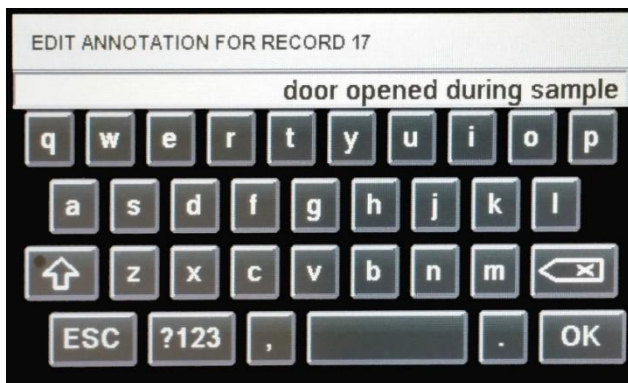 EDIT ANNOTATION FOR RECORD 17
door opened during sample
q w e r t y u i o p
a s d f g h j k l
z x c v b n m
ESC ?123 , . OK